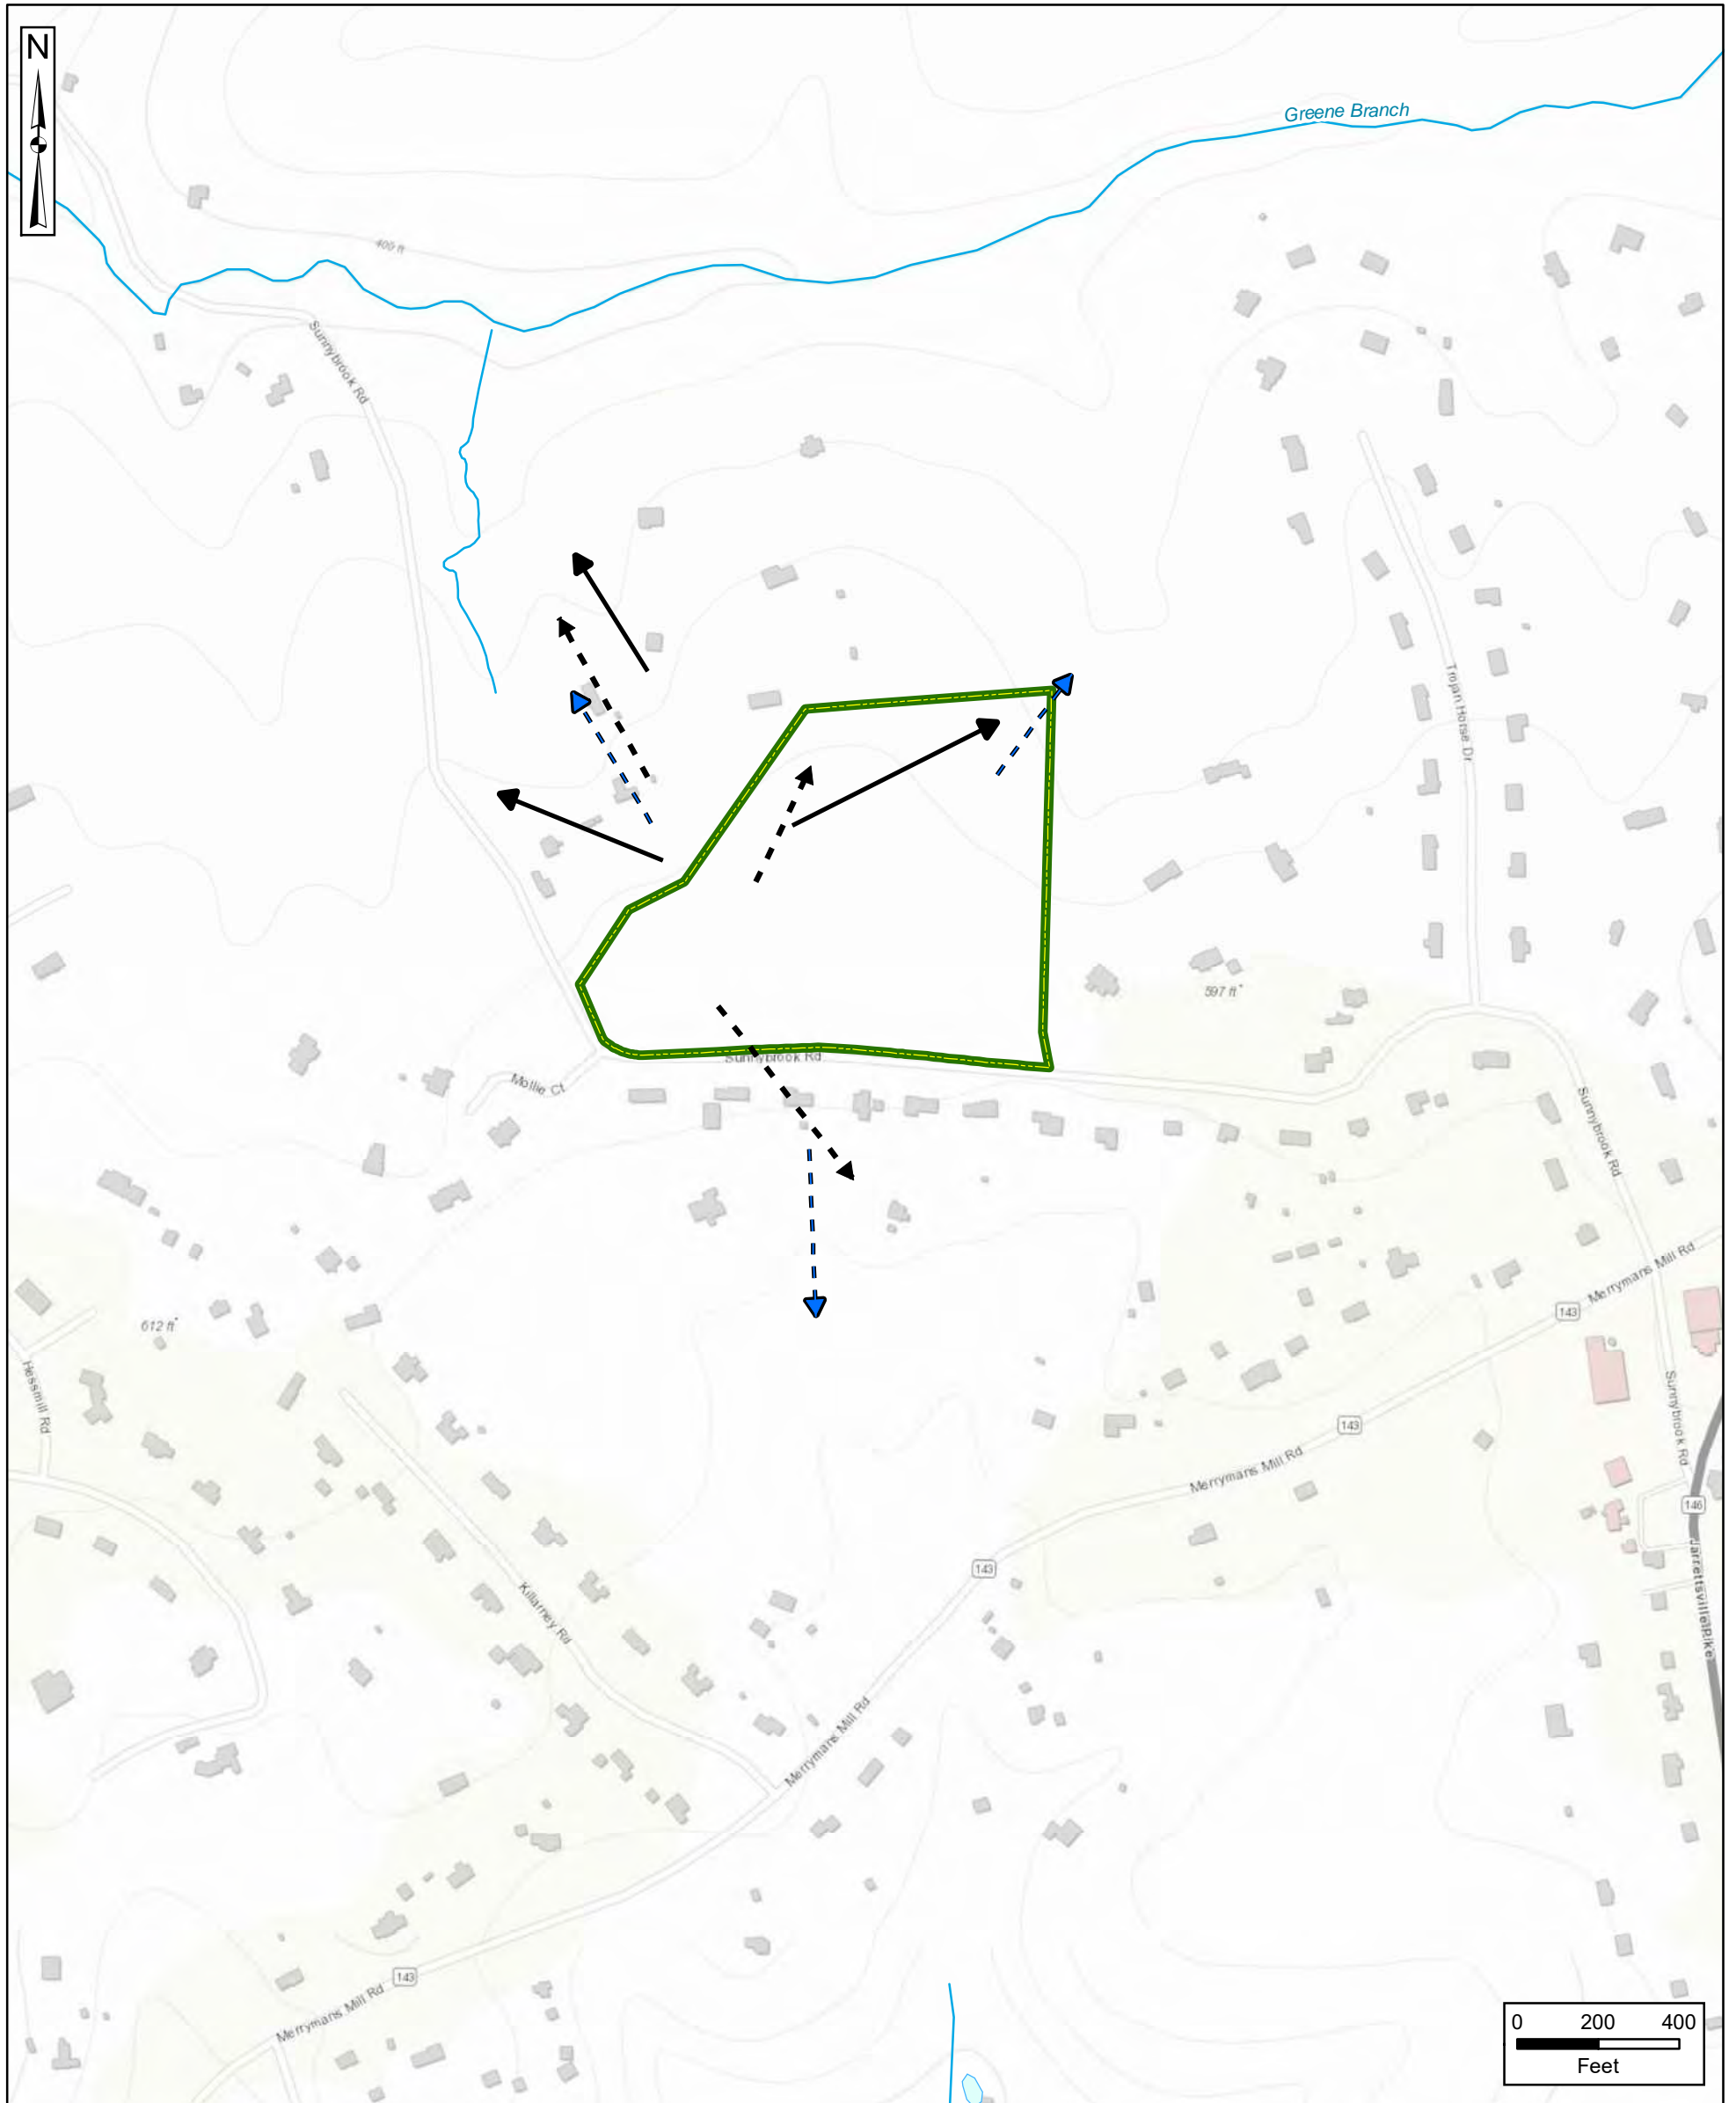 N
Greene Branch
400 ft
Sunnybrook Rd
Trojan Horse Dr
597 ft
Sunnybrook Rd
Mollie Ct
Sunnybrook Rd
Merrymans Mill Rd
143
612 ft
Hessmill Rd
Sunnybrook Rd
143
Merrymans Mill Rd
146
143
Jarrettsville Pike
Killarney Rd
Merrymans Mill Rd
143
Merrymans Mill Rd
0 200 400
Feet